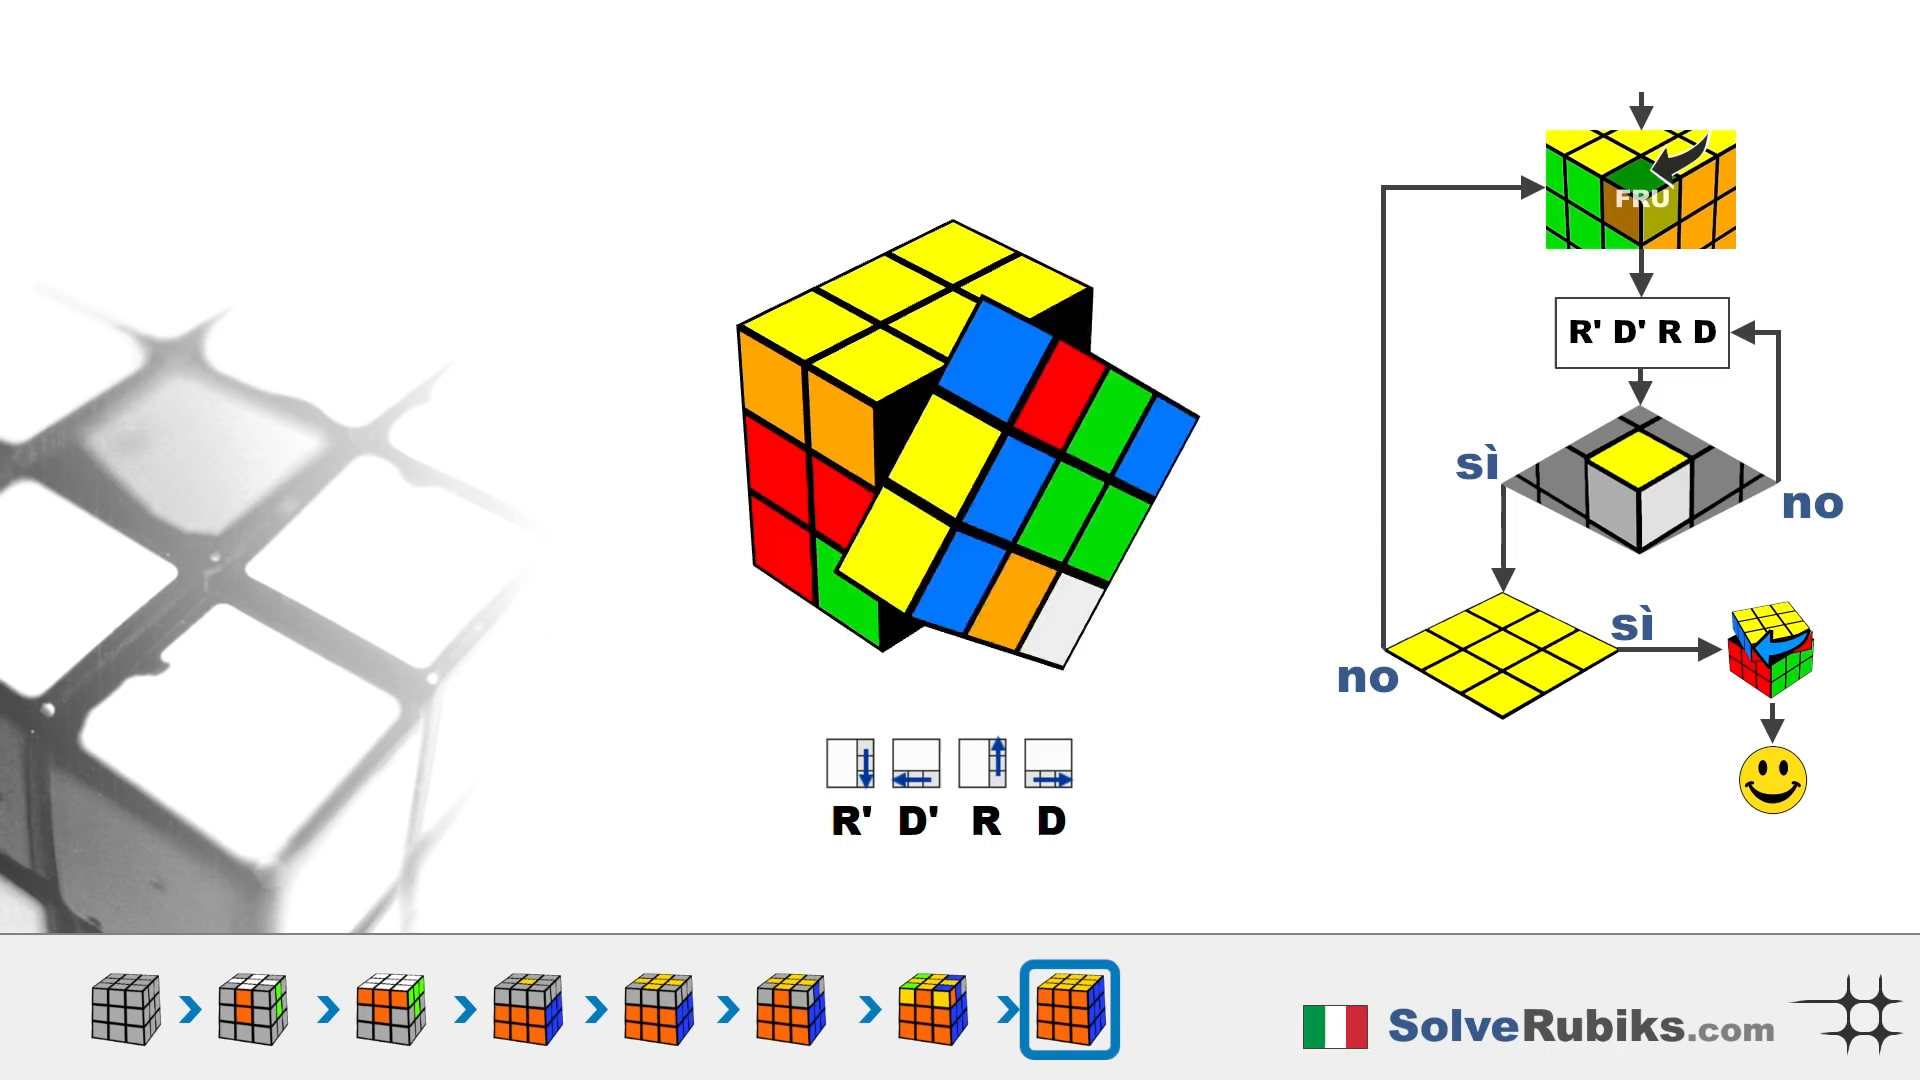 FRU
R' D' R D
sì
no
sì
no
R' D' R D
SolveRubiks.com